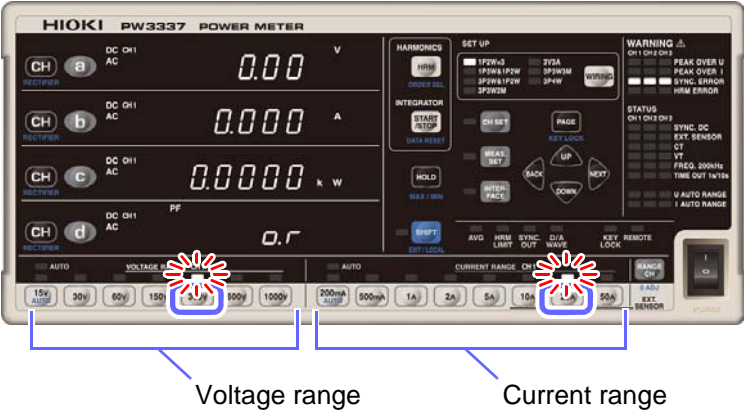 HIOKI PW3337 POWER METER
CH a DC CH1 AC 0.00 V
RECTIFIER
CH b DC CH1 AC 0.000 A
RECTIFIER
CH c DC CH1 AC 0.0000 k W
RECTIFIER
CH d DC CH1 AC PF o.r
RECTIFIER
HARMONICS
HRM
ORDER SEL
INTEGRATOR
START /STOP
DATA RESET
HOLD
MAX / MIN
SHIFT
EXIT / LOCAL
SET UP
1P2W×3 3V3A
1P3W&1P2W 3P3W3M
3P3W&1P2W 3P4W
3P3W2M
WIRING
CH SET
MEAS. SET
INTER- FACE
PAGE
KEY LOCK
UP
BACK NEXT
DOWN
AVG HRM LIMIT SYNC. OUT D/A WAVE KEY LOCK REMOTE
WARNING ⚠
CH 1 CH 2 CH 3
PEAK OVER U
PEAK OVER I
SYNC. ERROR
HRM ERROR
STATUS
CH 1 CH 2 CH 3
SYNC. DC
EXT. SENSOR
CT
VT
FREQ. 200kHz
TIME OUT 1s/10s
U AUTO RANGE
I AUTO RANGE
AUTO VOLTAGE
AUTO CURRENT RANGE CH
RANGE CH
0 ADJ
EXT. SENSOR
15V AUTO 30V 60V 1000V
200mA AUTO 500mA 1A 2A 5A 50A
Voltage range
Current range